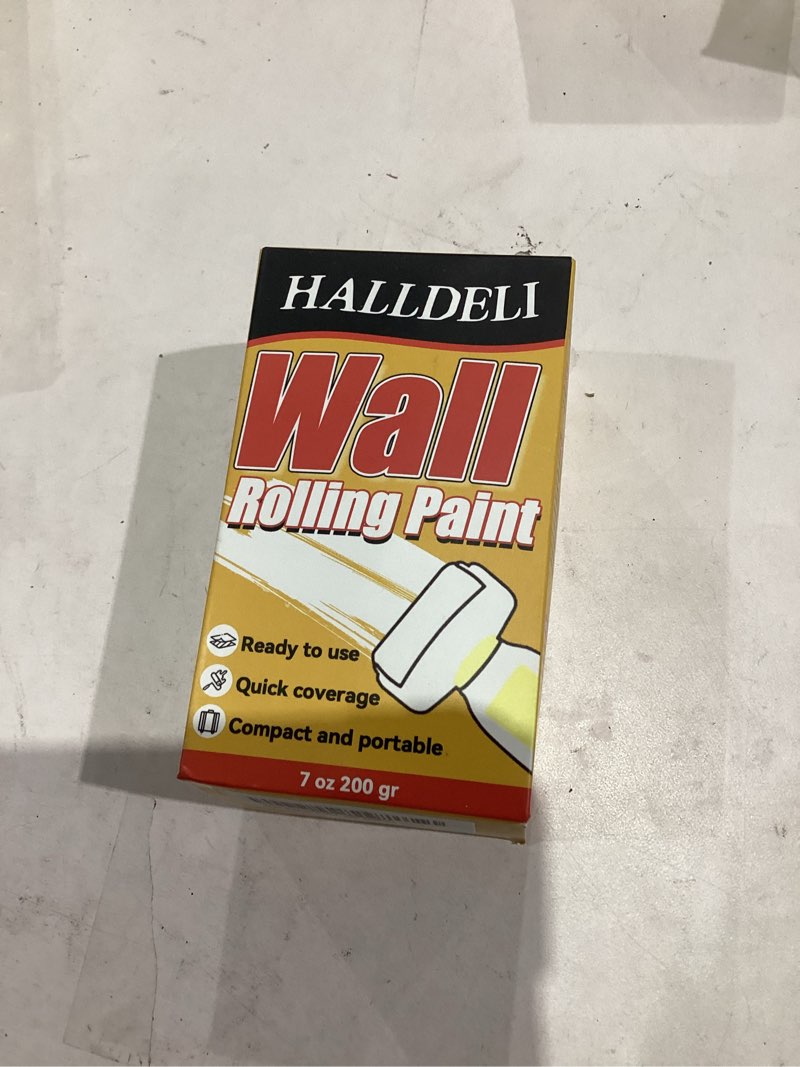 HALLDELI
Wall
Rolling Paint
Ready to use
Quick coverage
Compact and portable
7 oz 200 gr